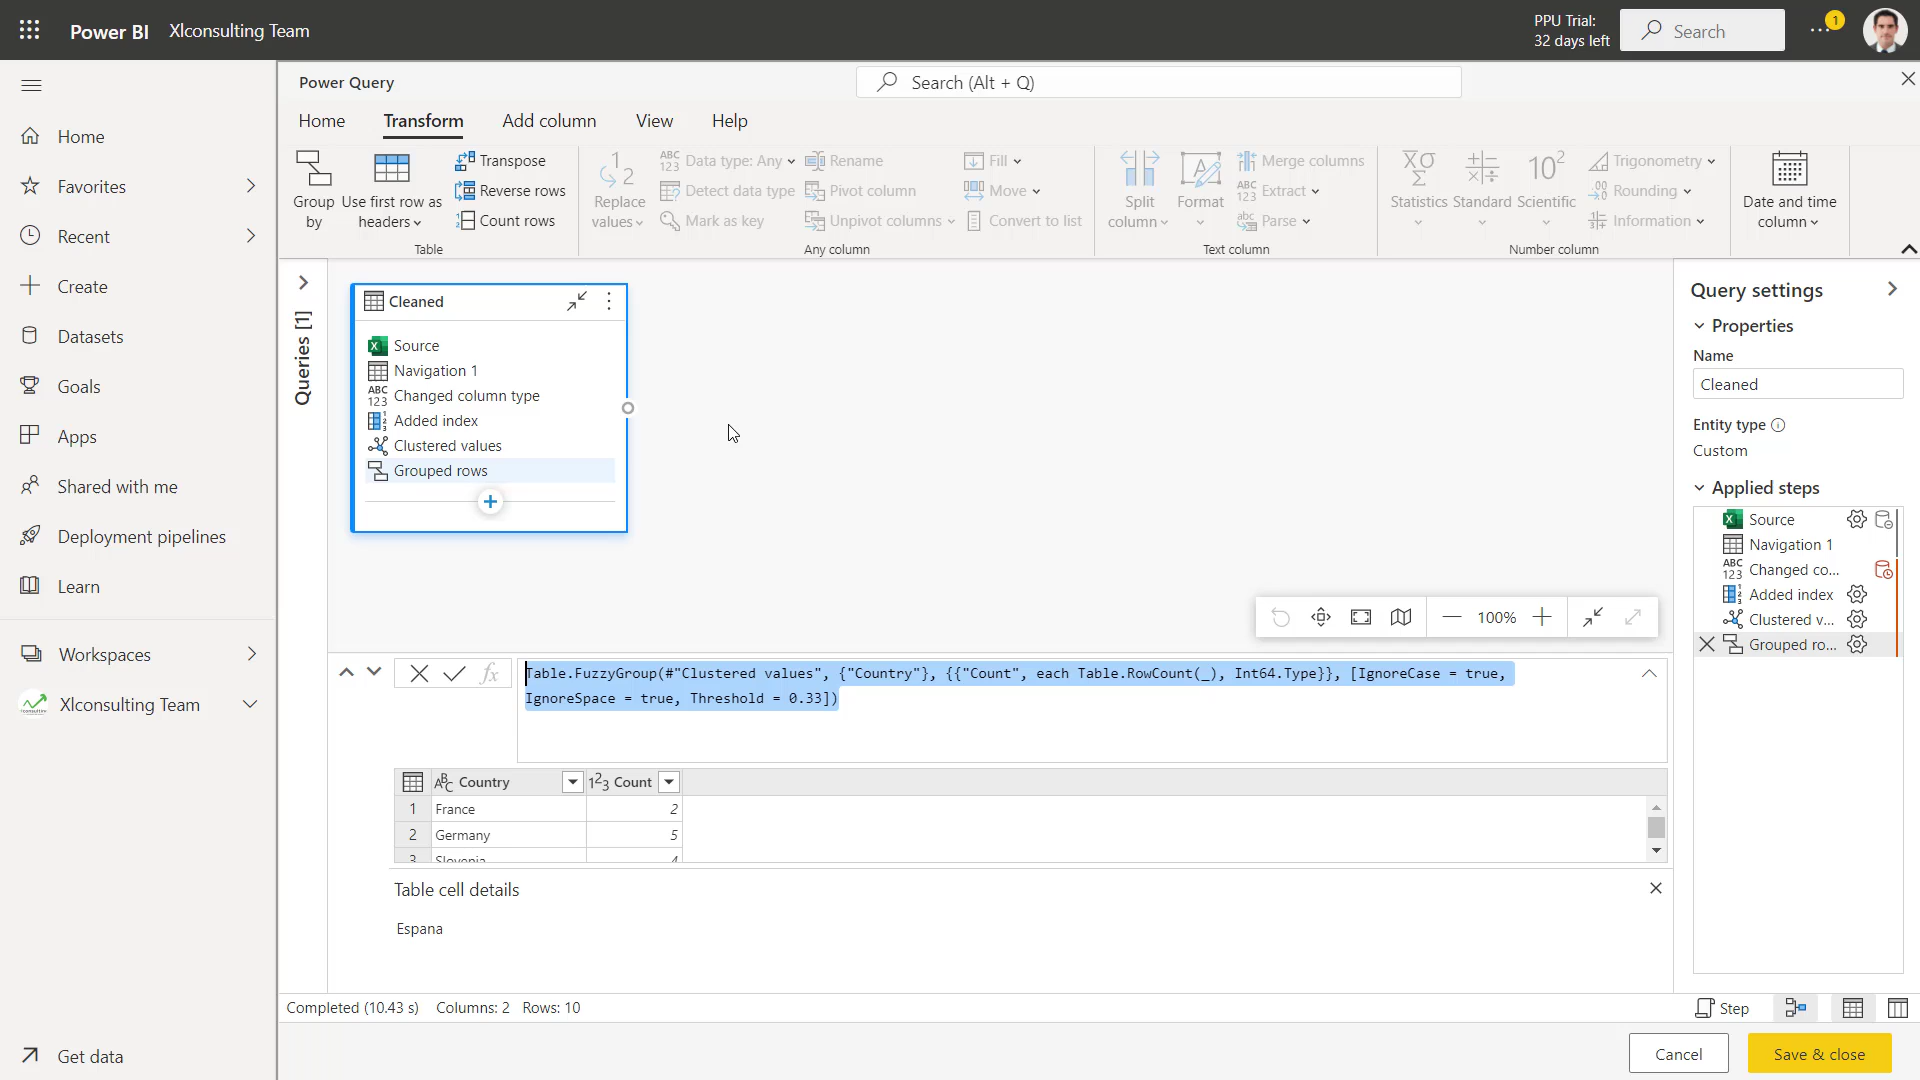 Power BI
Xlconsulting Team
PPU Trial:
32 days left
Search
1
Home
Favorites
Recent
Create
Datasets
Goals
Apps
Shared with me
Deployment pipelines
Learn
Workspaces
Xlconsulting Team
Get data
Power Query
Search (Alt + Q)
Home
Transform
Add column
View
Help
Group by
Use first row as headers
Transpose
Reverse rows
Count rows
Table
Replace values
Data type: Any
Detect data type
Mark as key
Rename
Pivot column
Unpivot columns
Fill
Move
Convert to list
Any column
Split column
Format
Merge columns
Extract
Parse
Text column
Statistics
Standard
Scientific
Trigonometry
Rounding
Information
Number column
Date and time column
Queries [1]
Cleaned
Source
Navigation 1
Changed column type
Added index
Clustered values
Grouped rows
100%
Table.FuzzyGroup(#"Clustered values", {"Country"}, {{"Count", each Table.RowCount(_), Int64.Type}}, [IgnoreCase = true,
IgnoreSpace = true, Threshold = 0.33])
Country
Count
1 France 2
2 Germany 5
3 Slovenia 4
Table cell details
Espana
Query settings
Properties
Name
Cleaned
Entity type
Custom
Applied steps
Source
Navigation 1
Changed co...
Added index
Clustered v...
Grouped ro...
Completed (10.43 s)
Columns: 2
Rows: 10
Step
Cancel
Save & close